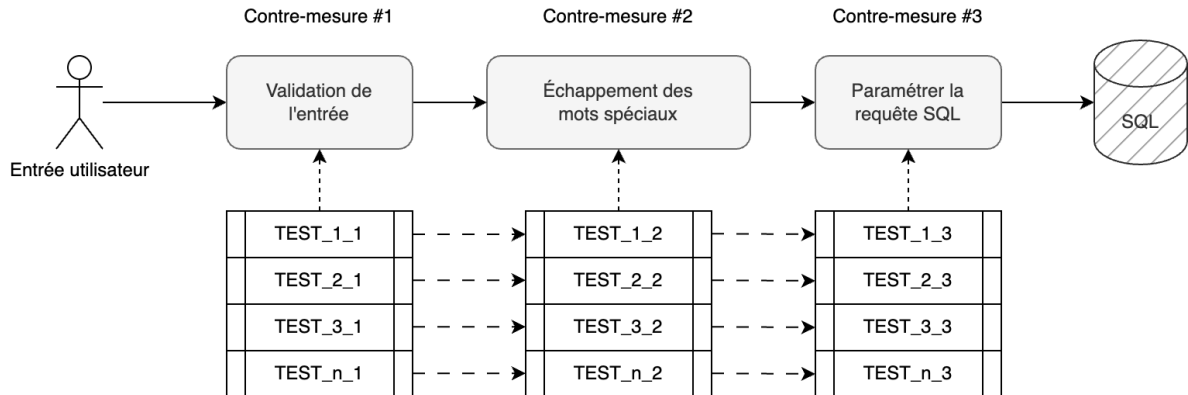 Contre-mesure #1
Contre-mesure #2
Contre-mesure #3
Validation de
l'entrée
Échappement des
mots spéciaux
Paramétrer la
requête SQL
SQL
Entrée utilisateur
TEST_1_1
TEST_1_2
TEST_1_3
TEST_2_1
TEST_2_2
TEST_2_3
TEST_3_1
TEST_3_2
TEST_3_3
TEST_n_1
TEST_n_2
TEST_n_3